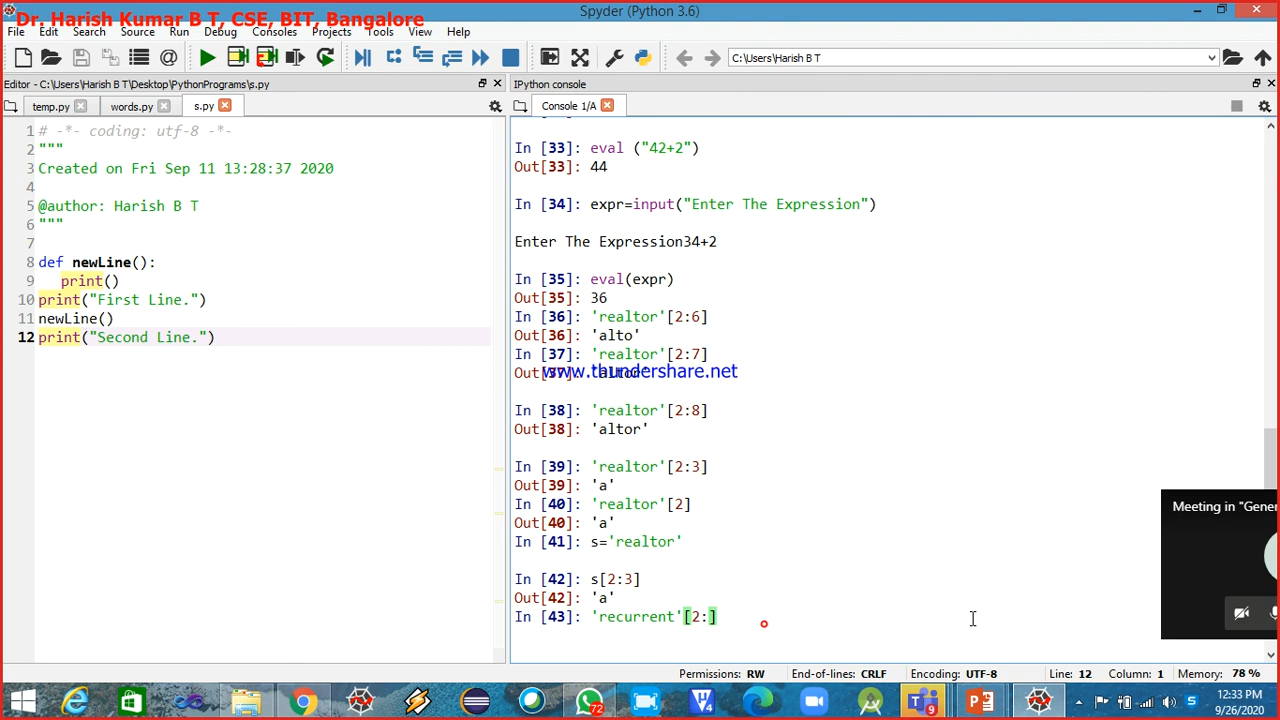 Dr. Harish Kumar B T, CSE, BIT, Bangalore
Spyder (Python 3.6)
File Edit Search Source Run Debug Consoles Projects Tools View Help
C:\Users\Harish B T
Editor - C:\Users\Harish B T\Desktop\PythonPrograms\s.py
temp.py words.py s.py
1 # -*- coding: utf-8 -*-
2 """
3 Created on Fri Sep 11 13:28:37 2020
4
5 @author: Harish B T
6 """
7
8 def newLine():
9 print()
10 print("First Line.")
11 newLine()
12 print("Second Line.")
IPython console
Console 1/A
In [33]: eval ("42+2")
Out[33]: 44
In [34]: expr=input("Enter The Expression")
Enter The Expression34+2
In [35]: eval(expr)
Out[35]: 36
In [36]: 'realtor'[2:6]
Out[36]: 'alto'
In [37]: 'realtor'[2:7]
Out[37]: 'altor'
www.thundershare.net
In [38]: 'realtor'[2:8]
Out[38]: 'altor'
In [39]: 'realtor'[2:3]
Out[39]: 'a'
In [40]: 'realtor'[2]
Out[40]: 'a'
In [41]: s='realtor'
In [42]: s[2:3]
Out[42]: 'a'
In [43]: 'recurrent'[2:]
Meeting in "Gener
Permissions: RW End-of-lines: CRLF Encoding: UTF-8 Line: 12 Column: 1 Memory: 78 %
72
9
12:33 PM
9/26/2020